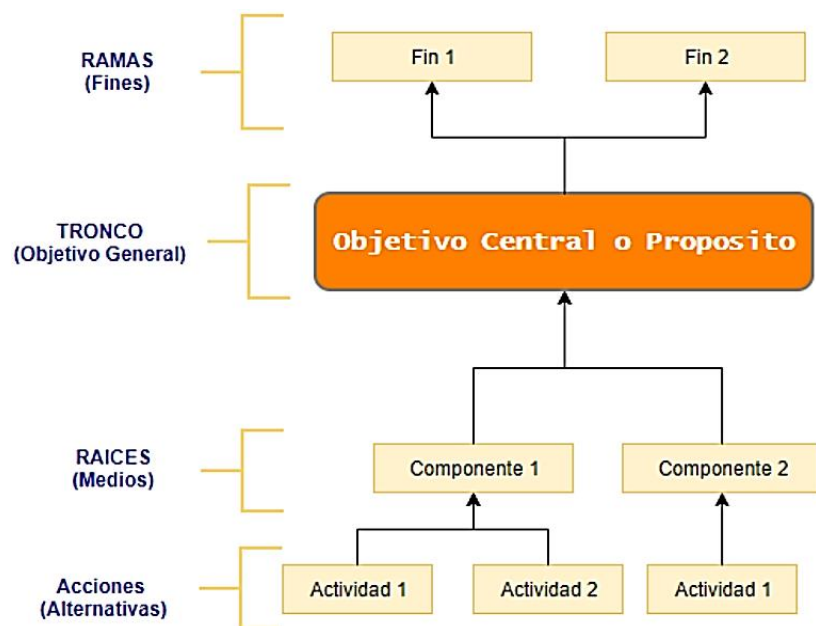 RAMAS
(Fines)
Fin 1
Fin 2
TRONCO
(Objetivo General)
Objetivo Central o Proposito
RAICES
(Medios)
Componente 1
Componente 2
Acciones
(Alternativas)
Actividad 1
Actividad 2
Actividad 1